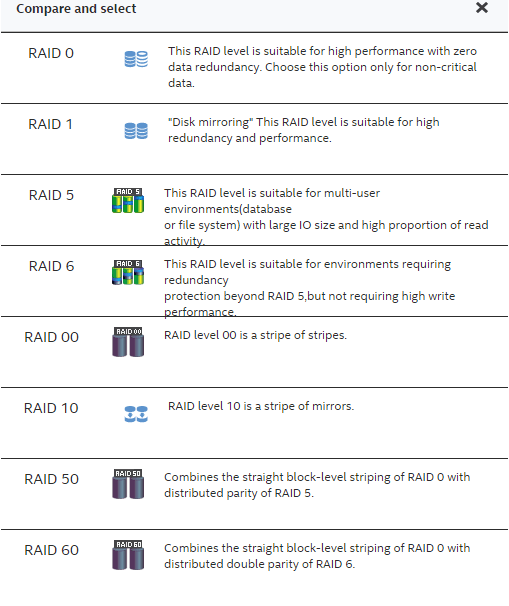 Compare and select
RAID 0
This RAID level is suitable for high performance with zero
data redundancy. Choose this option only for non-critical
data.
RAID 1
"Disk mirroring" This RAID level is suitable for high
redundancy and performance.
RAID 5
RAID 5
This RAID level is suitable for multi-user
environments(database
or file system) with large IO size and high proportion of read
activity.
RAID 6
RAID 6
This RAID level is suitable for environments requiring
redundancy
protection beyond RAID 5,but not requiring high write
performance.
RAID 00
RAID 00
RAID level 00 is a stripe of stripes.
RAID 10
RAID level 10 is a stripe of mirrors.
RAID 50
RAID 50
Combines the straight block-level striping of RAID 0 with
distributed parity of RAID 5.
RAID 60
RAID 60
Combines the straight block-level striping of RAID 0 with
distributed double parity of RAID 6.